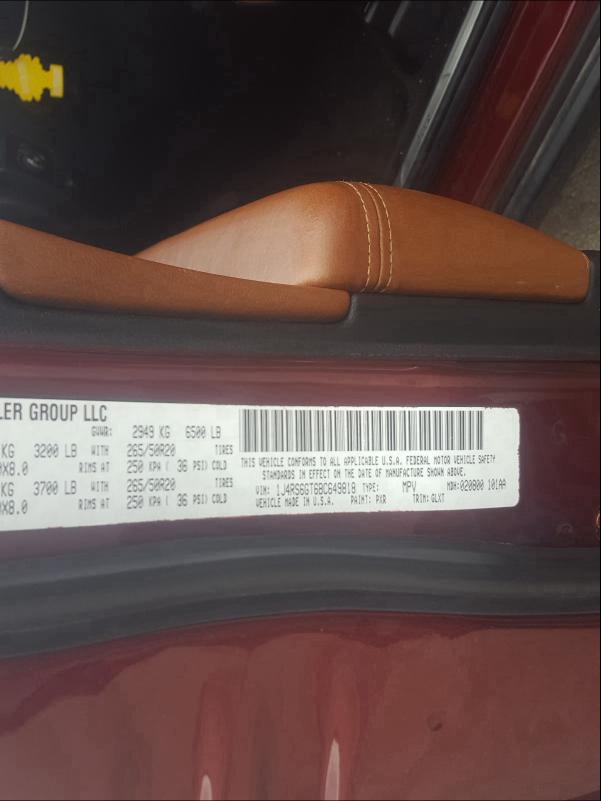 LER GROUP LLC
GVWR: 2949 KG 6500 LB
KG 3200 LB WITH 265/50R20 TIRES
X8.0 RIMS AT 250 KPA ( 36 PSI) COLD
KG 3700 LB WITH 265/50R20 TIRES
X8.0 RIMS AT 250 KPA ( 36 PSI) COLD
THIS VEHICLE CONFORMS TO ALL APPLICABLE U.S.A. FEDERAL MOTOR VEHICLE SAFETY
STANDARDS IN EFFECT ON THE DATE OF MANUFACTURE SHOWN ABOVE.
VIN: 1J4RS6GT6BC649818 TYPE: MPV MDH: 020800 101AA
VEHICLE MADE IN U.S.A. PAINT: PXR TRIM: GLXT